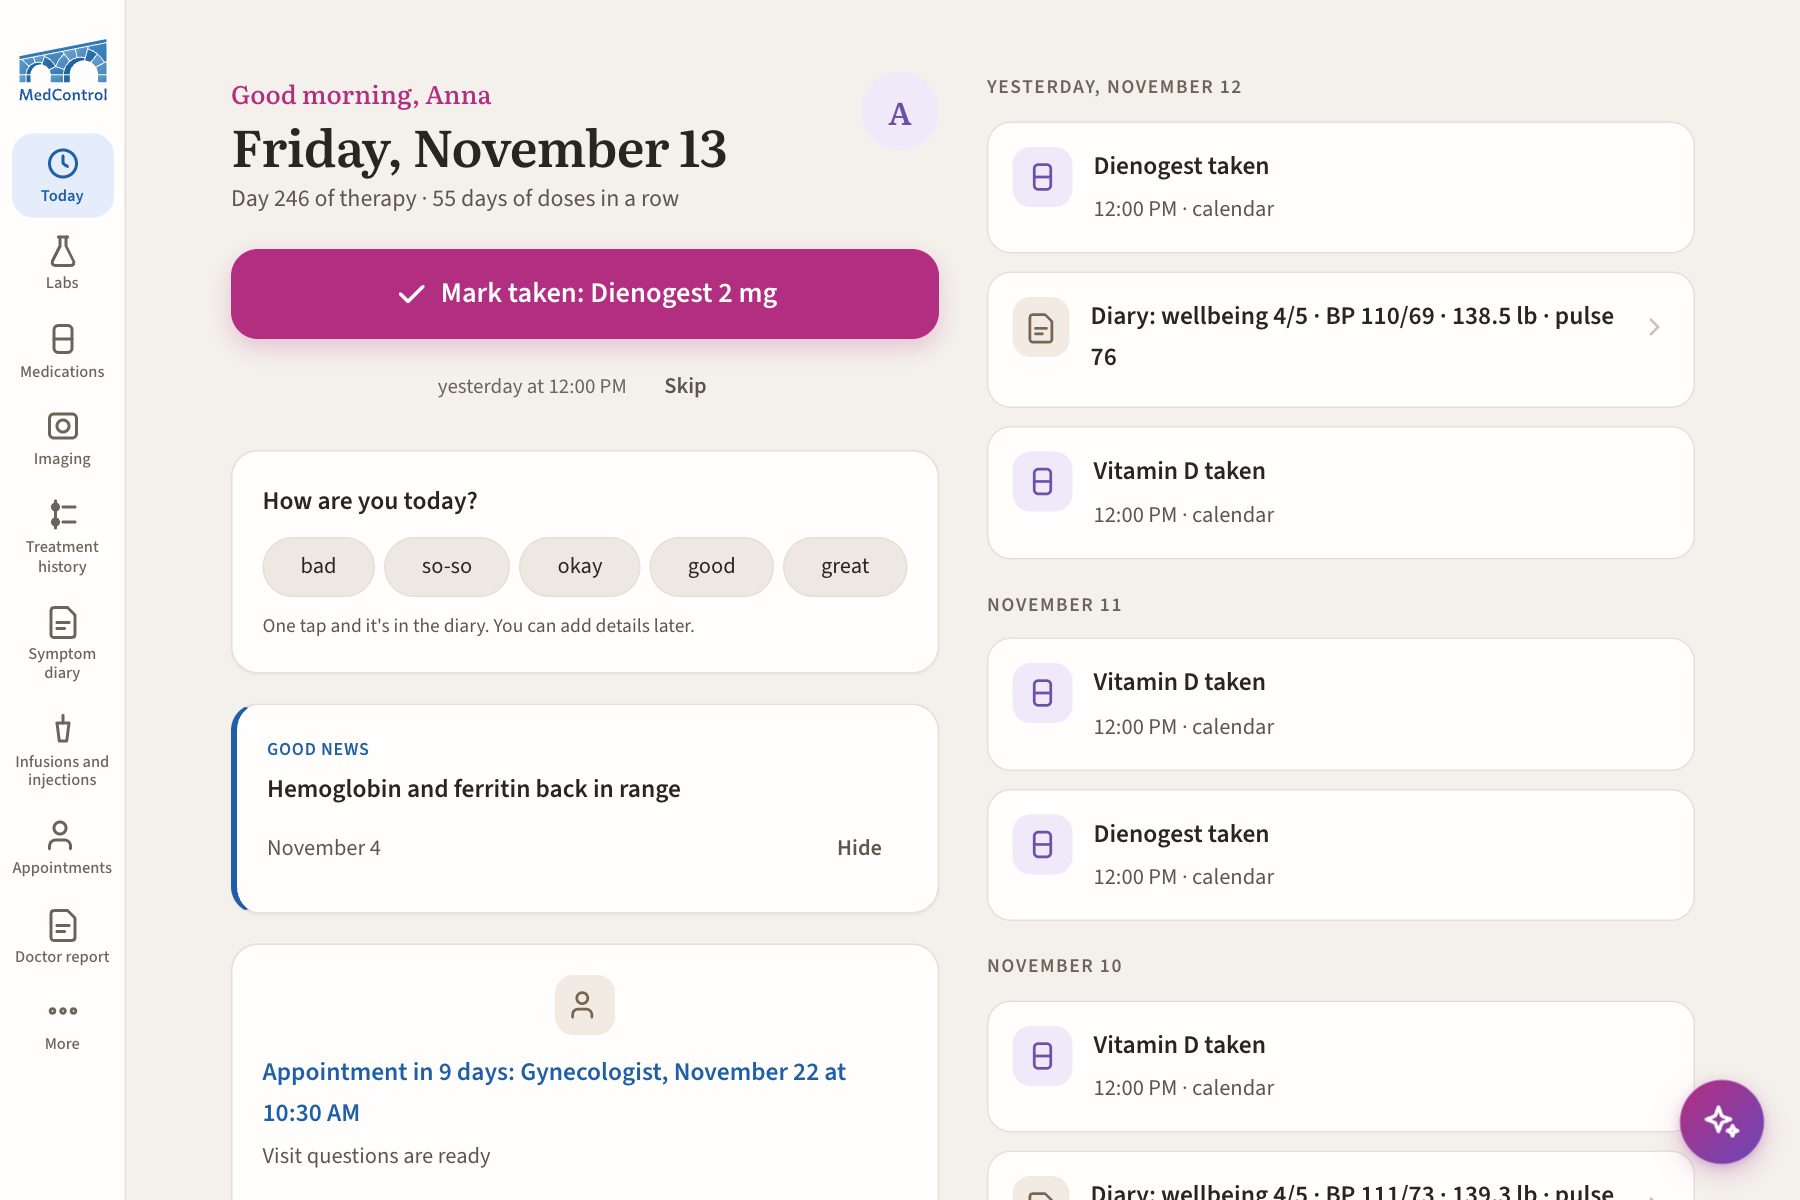 MedControl
Today
Labs
Medications
Imaging
Treatment
history
Symptom
diary
Infusions and
injections
Appointments
Doctor report
More
Good morning, Anna
Friday, November 13
Day 246 of therapy · 55 days of doses in a row
A
Mark taken: Dienogest 2 mg
yesterday at 12:00 PM Skip
How are you today?
bad so-so okay good great
One tap and it's in the diary. You can add details later.
GOOD NEWS
Hemoglobin and ferritin back in range
November 4 Hide
Appointment in 9 days: Gynecologist, November 22 at
10:30 AM
Visit questions are ready
YESTERDAY, NOVEMBER 12
Dienogest taken
12:00 PM · calendar
Diary: wellbeing 4/5 · BP 110/69 · 138.5 lb · pulse
76
Vitamin D taken
12:00 PM · calendar
NOVEMBER 11
Vitamin D taken
12:00 PM · calendar
Dienogest taken
12:00 PM · calendar
NOVEMBER 10
Vitamin D taken
12:00 PM · calendar
Diary: wellbeing 4/5 · BP 111/73 · 139.3 lb · pulse